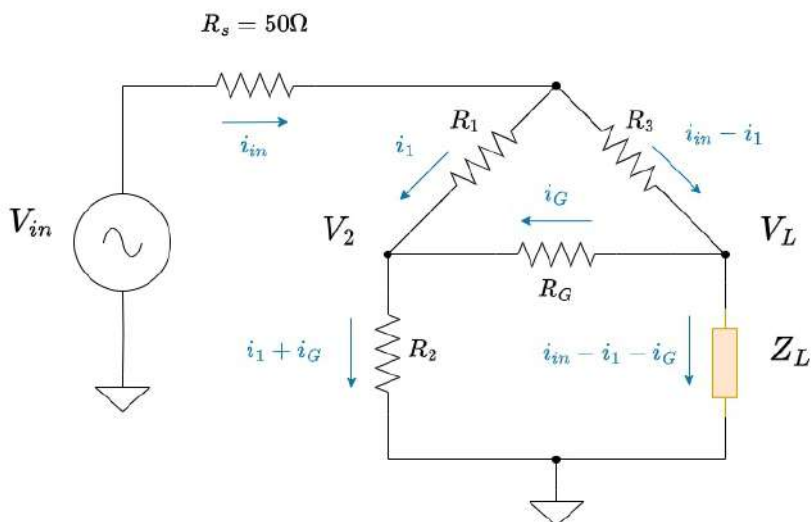 R_s = 50Ω
i_in
R_1
R_3
i_1
i_in − i_1
i_G
V_in
V_2
V_L
R_G
i_1 + i_G
R_2
i_in − i_1 − i_G
Z_L